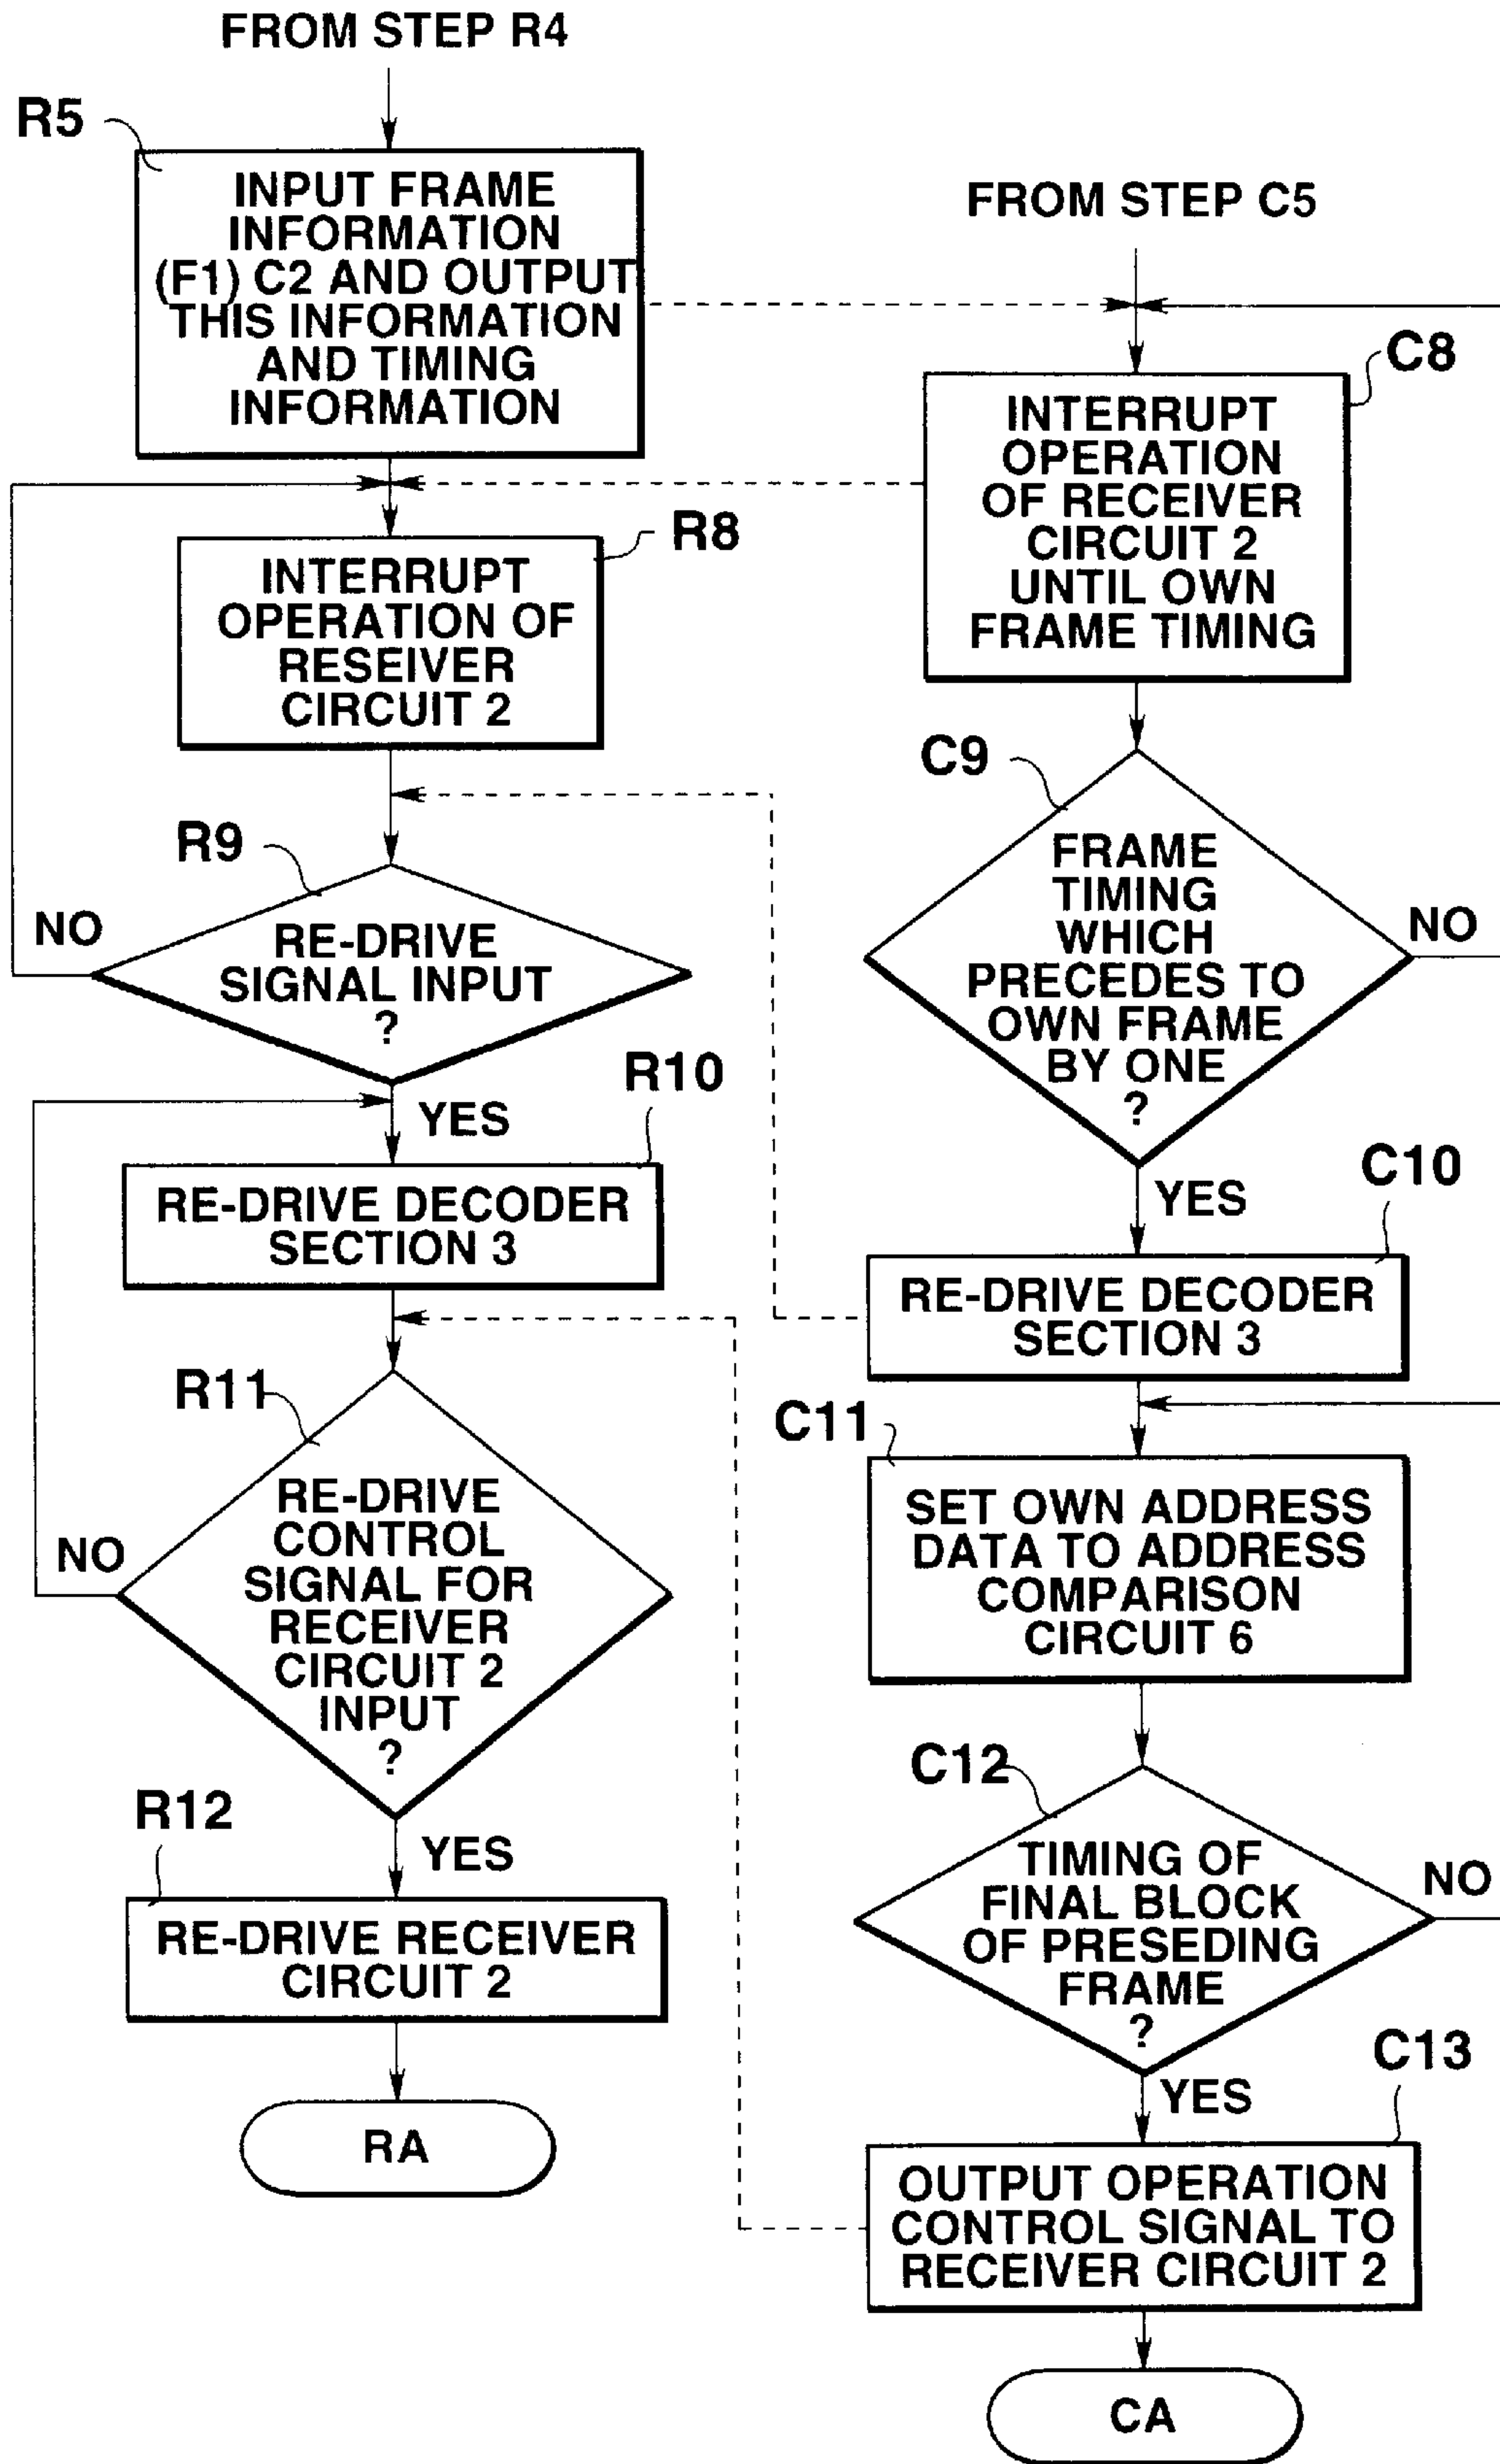 FROM STEP R4
R5
INPUT FRAME
INFORMATION
(F1) C2 AND OUTPUT
THIS INFORMATION
AND TIMING
INFORMATION
R8
INTERRUPT
OPERATION OF
RESEIVER
CIRCUIT 2
R9
RE-DRIVE
SIGNAL INPUT
?
NO
YES
R10
RE-DRIVE DECODER
SECTION 3
R11
RE-DRIVE
CONTROL
SIGNAL FOR
RECEIVER
CIRCUIT 2
INPUT
?
NO
YES
R12
RE-DRIVE RECEIVER
CIRCUIT 2
RA
FROM STEP C5
C8
INTERRUPT
OPERATION
OF RECEIVER
CIRCUIT 2
UNTIL OWN
FRAME TIMING
C9
FRAME
TIMING
WHICH
PRECEDES TO
OWN FRAME
BY ONE
?
NO
YES
C10
RE-DRIVE DECODER
SECTION 3
C11
SET OWN ADDRESS
DATA TO ADDRESS
COMPARISON
CIRCUIT 6
C12
TIMING OF
FINAL BLOCK
OF PRESEDING
FRAME
?
NO
YES
C13
OUTPUT OPERATION
CONTROL SIGNAL TO
RECEIVER CIRCUIT 2
CA